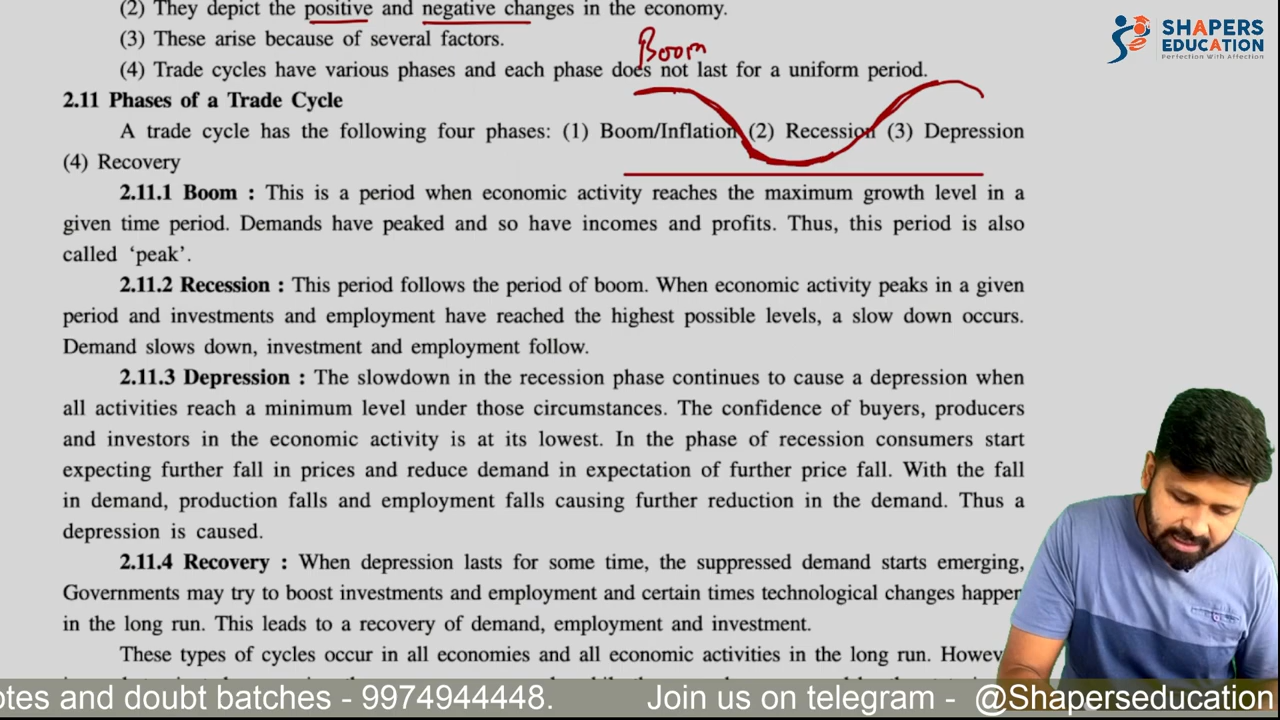 (2) They depict the positive and negative changes in the economy.
(3) These arise because of several factors.
Boom
(4) Trade cycles have various phases and each phase does not last for a uniform period.
2.11 Phases of a Trade Cycle
A trade cycle has the following four phases: (1) Boom/Inflation (2) Recession (3) Depression
(4) Recovery
2.11.1 Boom : This is a period when economic activity reaches the maximum growth level in a
given time period. Demands have peaked and so have incomes and profits. Thus, this period is also
called ‘peak’.
2.11.2 Recession : This period follows the period of boom. When economic activity peaks in a given
period and investments and employment have reached the highest possible levels, a slow down occurs.
Demand slows down, investment and employment follow.
2.11.3 Depression : The slowdown in the recession phase continues to cause a depression when
all activities reach a minimum level under those circumstances. The confidence of buyers, producers
and investors in the economic activity is at its lowest. In the phase of recession consumers start
expecting further fall in prices and reduce demand in expectation of further price fall. With the fall
in demand, production falls and employment falls causing further reduction in the demand. Thus a
depression is caused.
2.11.4 Recovery : When depression lasts for some time, the suppressed demand starts emerging,
Governments may try to boost investments and employment and certain times technological changes happen
in the long run. This leads to a recovery of demand, employment and investment.
These types of cycles occur in all economies and all economic activities in the long run.
SHAPERS
EDUCATION
Perfection With Affection
otes and doubt batches - 9974944448. Join us on telegram - @Shaperseducation